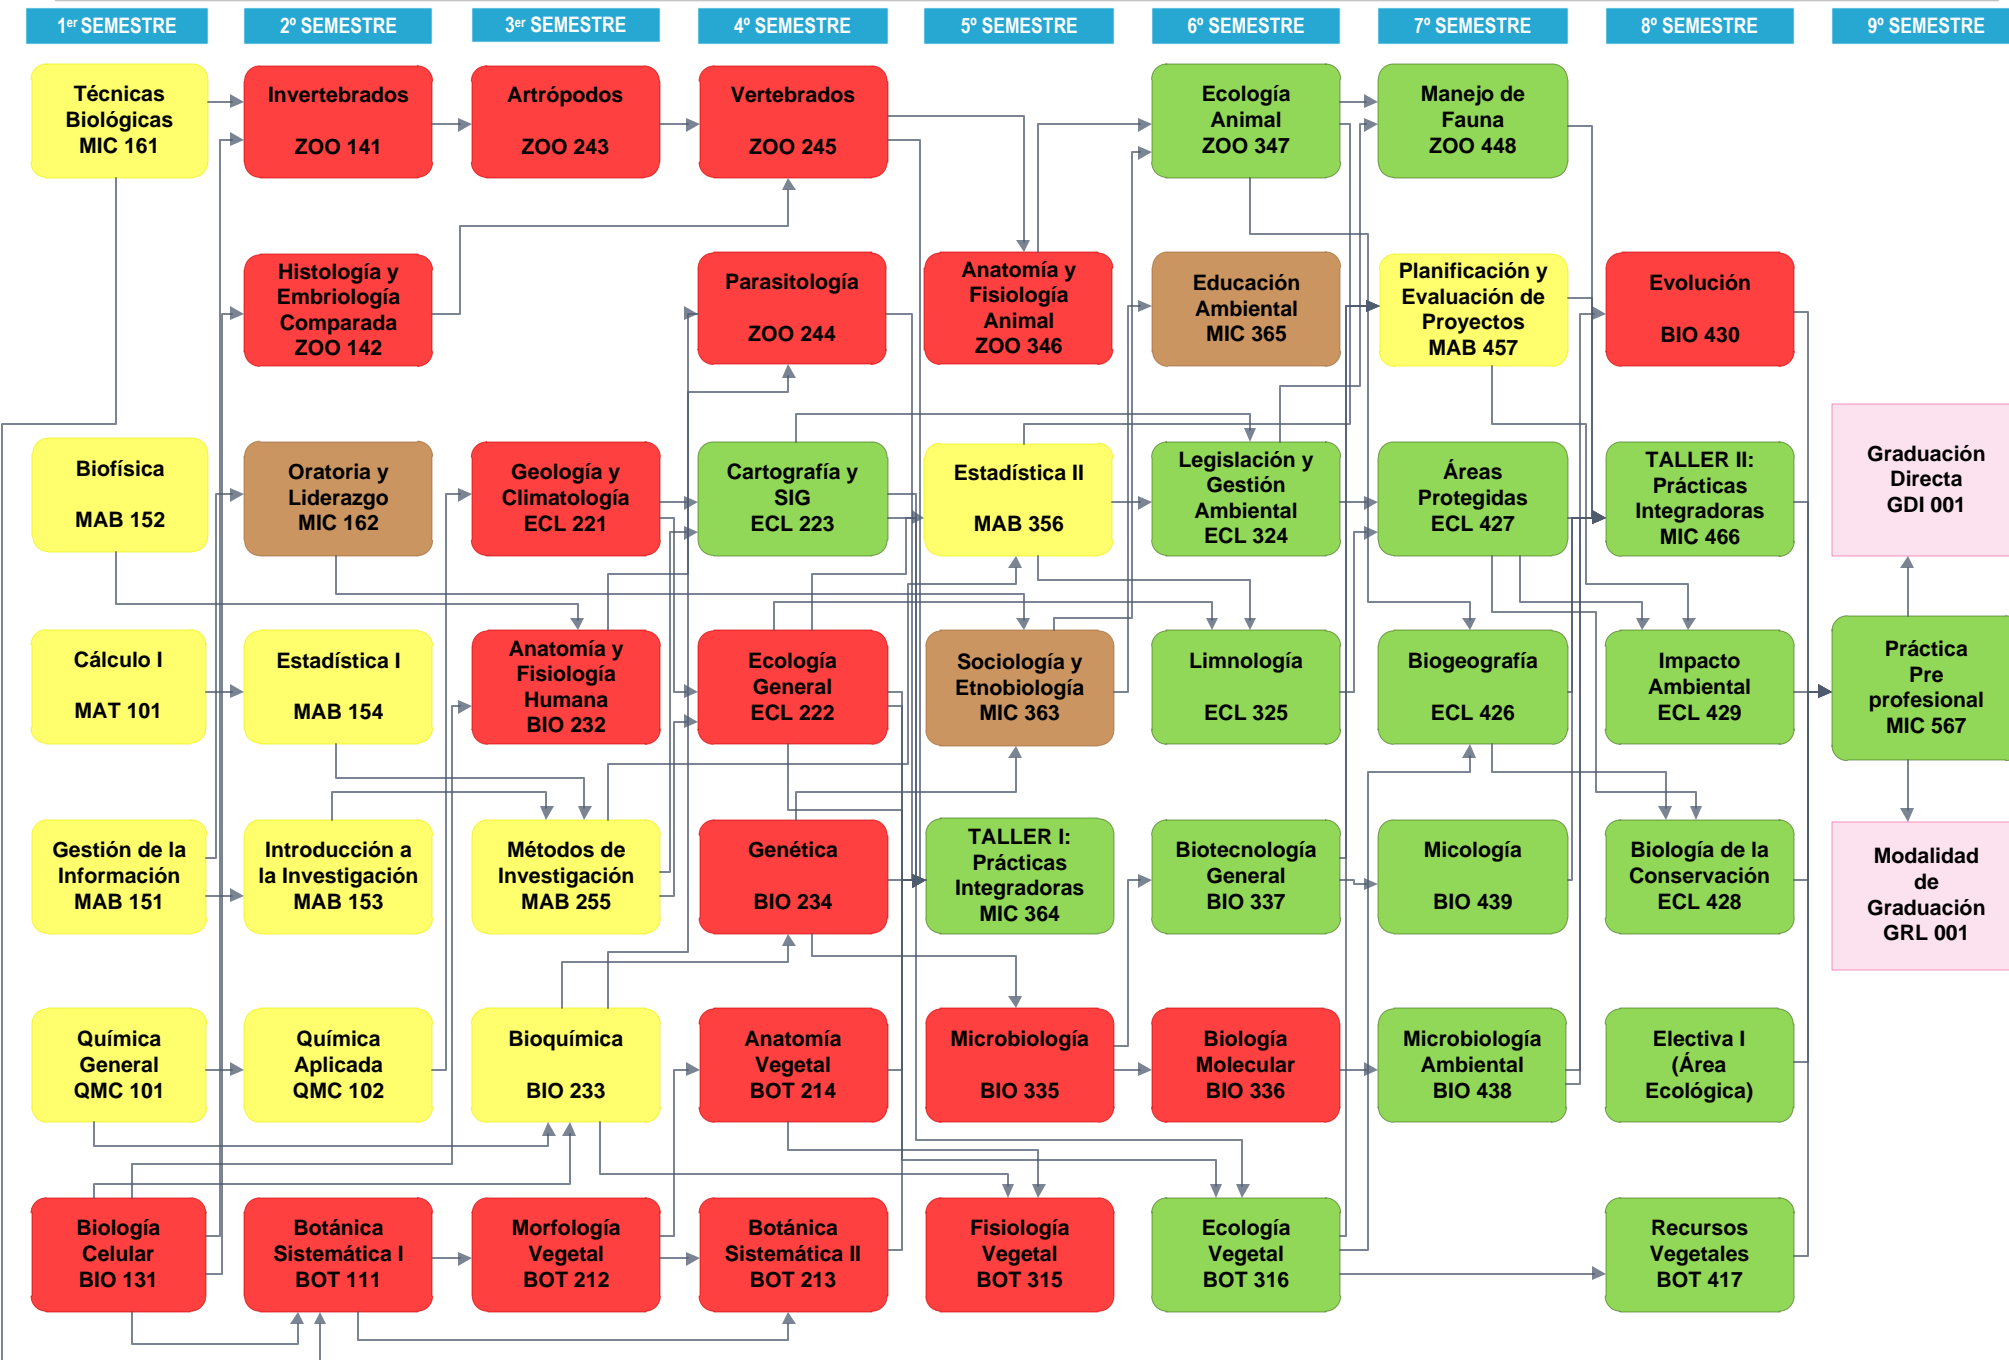 1er SEMESTRE
2º SEMESTRE
3er SEMESTRE
4º SEMESTRE
5º SEMESTRE
6º SEMESTRE
7º SEMESTRE
8º SEMESTRE
9º SEMESTRE
Técnicas
Biológicas
MIC 161
Invertebrados
ZOO 141
Artrópodos
ZOO 243
Vertebrados
ZOO 245
Ecología
Animal
ZOO 347
Manejo de
Fauna
ZOO 448
Histología y
Embriología
Comparada
ZOO 142
Parasitología
ZOO 244
Anatomía y
Fisiología
Animal
ZOO 346
Educación
Ambiental
MIC 365
Planificación y
Evaluación de
Proyectos
MAB 457
Evolución
BIO 430
Biofísica
MAB 152
Oratoria y
Liderazgo
MIC 162
Geología y
Climatología
ECL 221
Cartografía y
SIG
ECL 223
Estadística II
MAB 356
Legislación y
Gestión
Ambiental
ECL 324
Áreas
Protegidas
ECL 427
TALLER II:
Prácticas
Integradoras
MIC 466
Graduación
Directa
GDI 001
Cálculo I
MAT 101
Estadística I
MAB 154
Anatomía y
Fisiología
Humana
BIO 232
Ecología
General
ECL 222
Sociología y
Etnobiología
MIC 363
Limnología
ECL 325
Biogeografía
ECL 426
Impacto
Ambiental
ECL 429
Práctica
Pre
profesional
MIC 567
Gestión de la
Información
MAB 151
Introducción a
la Investigación
MAB 153
Métodos de
Investigación
MAB 255
Genética
BIO 234
TALLER I:
Prácticas
Integradoras
MIC 364
Biotecnología
General
BIO 337
Micología
BIO 439
Biología de la
Conservación
ECL 428
Modalidad
de
Graduación
GRL 001
Química
General
QMC 101
Química
Aplicada
QMC 102
Bioquímica
BIO 233
Anatomía
Vegetal
BOT 214
Microbiología
BIO 335
Biología
Molecular
BIO 336
Microbiología
Ambiental
BIO 438
Electiva I
(Área
Ecológica)
Biología
Celular
BIO 131
Botánica
Sistemática I
BOT 111
Morfología
Vegetal
BOT 212
Botánica
Sistemática II
BOT 213
Fisiología
Vegetal
BOT 315
Ecología
Vegetal
BOT 316
Recursos
Vegetales
BOT 417